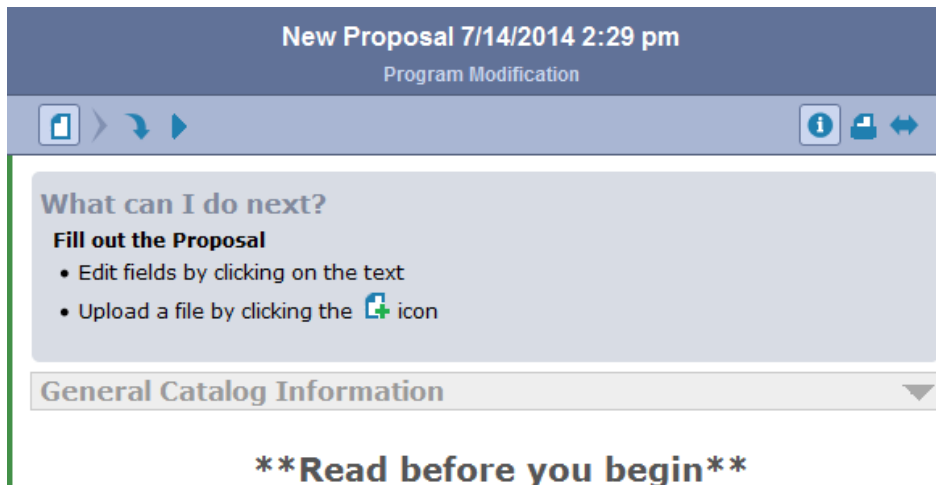 New Proposal 7/14/2014 2:29 pm
Program Modification
What can I do next?
Fill out the Proposal
• Edit fields by clicking on the text
• Upload a file by clicking the icon
General Catalog Information
**Read before you begin**